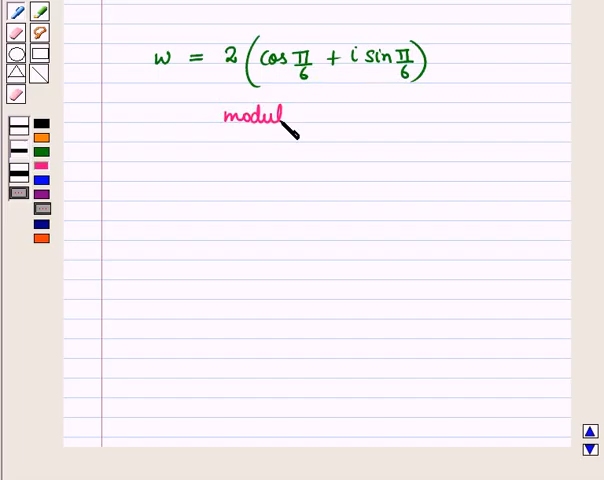 w = 2 (cos π/6 + i sin π/6)
modul